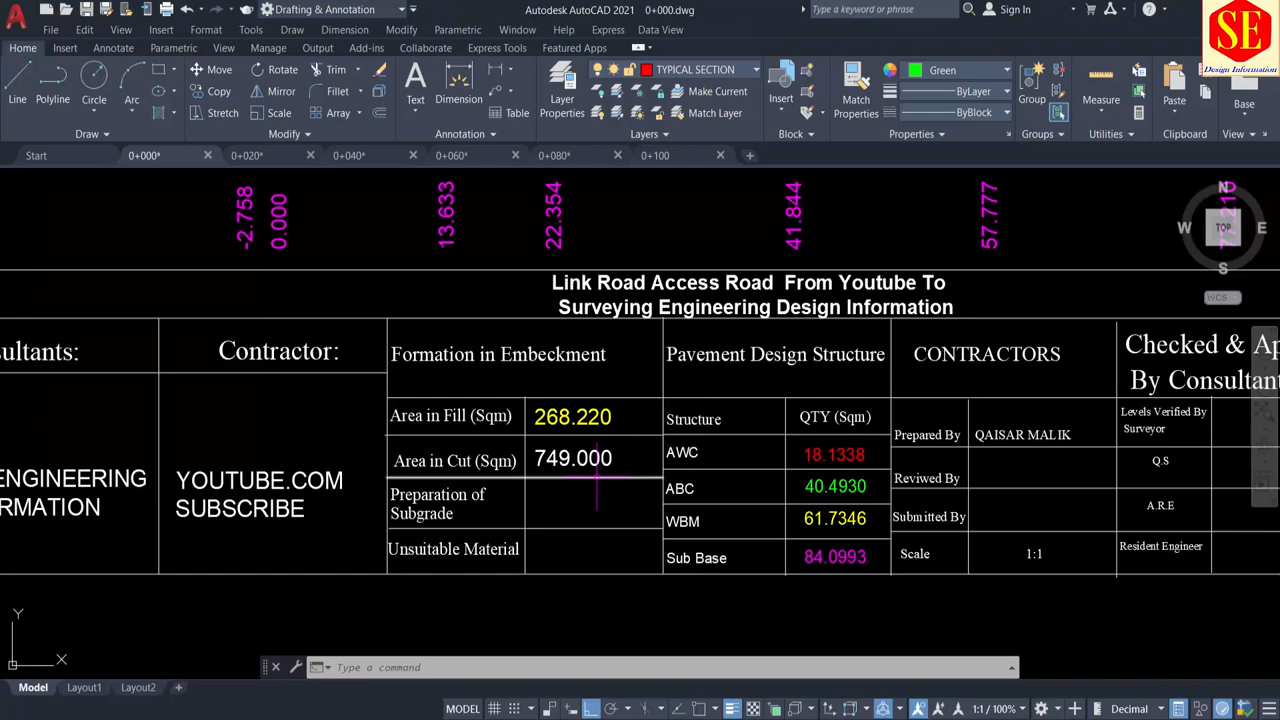 Drafting & Annotation
Autodesk AutoCAD 2021 0+000.dwg
Type a keyword or phrase
Sign In
SE
Design Information
File Edit View Insert Format Tools Draw Dimension Modify Parametric Window Help Express Data View
Home Insert Annotate Parametric View Manage Output Add-ins Collaborate Express Tools Featured Apps
Line Polyline Circle Arc
Move Rotate Trim
Copy Mirror Fillet
Stretch Scale Array
Text Dimension Table
Layer Properties
TYPICAL SECTION
Make Current
Match Layer
Insert
Match Properties
Green
ByLayer
ByBlock
Group
Measure
Paste
Base
Draw Modify Annotation Layers Block Properties Groups Utilities Clipboard View
Start 0+000* 0+020* 0+040* 0+060* 0+080* 0+100
-2.758
0.000
13.633
22.354
41.844
57.777
N
W TOP E
S
WCS
Link Road Access Road From Youtube To
Surveying Engineering Design Information
ultants:
Contractor:
Formation in Embeckment
Pavement Design Structure
CONTRACTORS
Checked & Ap
By Consultant
ENGINEERING
RMATION
YOUTUBE.COM
SUBSCRIBE
Area in Fill (Sqm) 268.220
Area in Cut (Sqm) 749.000
Preparation of
Subgrade
Unsuitable Material
Structure QTY (Sqm)
AWC 18.1338
ABC 40.4930
WBM 61.7346
Sub Base 84.0993
Prepared By QAISAR MALIK
Reviwed By
Submitted By
Scale 1:1
Levels Verified By
Surveyor
Q.S
A.R.E
Resident Engineer
Y
X
Type a command
Model Layout1 Layout2
MODEL
1:1 / 100%
Decimal